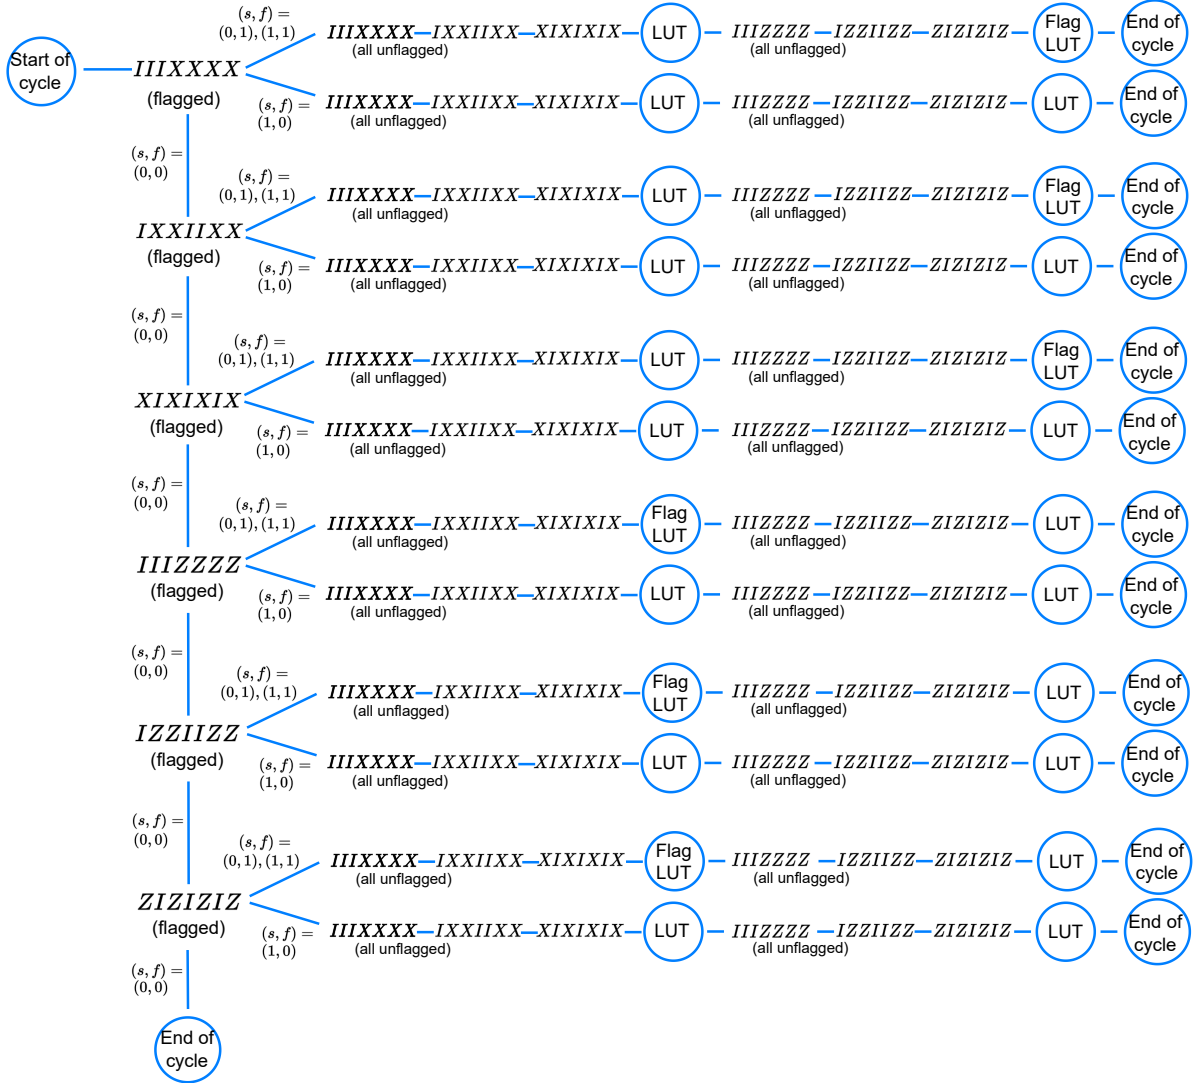 Start of
cycle
IIIXXXX
(flagged)
(s, f) =
(0, 1), (1, 1)
IIIXXXX IXXIIXX XIXIXIX LUT IIIZZZZ IZZIIZZ ZIZIZIZ Flag LUT End of cycle
(all unflagged) (all unflagged)
(s, f) =
(1, 0)
IIIXXXX IXXIIXX XIXIXIX LUT IIIZZZZ IZZIIZZ ZIZIZIZ LUT End of cycle
(all unflagged) (all unflagged)
(s, f) =
(0, 0)
IXXIIXX
(flagged)
(s, f) =
(0, 1), (1, 1)
IIIXXXX IXXIIXX XIXIXIX LUT IIIZZZZ IZZIIZZ ZIZIZIZ Flag LUT End of cycle
(all unflagged) (all unflagged)
(s, f) =
(1, 0)
IIIXXXX IXXIIXX XIXIXIX LUT IIIZZZZ IZZIIZZ ZIZIZIZ LUT End of cycle
(all unflagged) (all unflagged)
(s, f) =
(0, 0)
XIXIXIX
(flagged)
(s, f) =
(0, 1), (1, 1)
IIIXXXX IXXIIXX XIXIXIX LUT IIIZZZZ IZZIIZZ ZIZIZIZ Flag LUT End of cycle
(all unflagged) (all unflagged)
(s, f) =
(1, 0)
IIIXXXX IXXIIXX XIXIXIX LUT IIIZZZZ IZZIIZZ ZIZIZIZ LUT End of cycle
(all unflagged) (all unflagged)
(s, f) =
(0, 0)
IIIZZZZ
(flagged)
(s, f) =
(0, 1), (1, 1)
IIIXXXX IXXIIXX XIXIXIX Flag LUT IIIZZZZ IZZIIZZ ZIZIZIZ LUT End of cycle
(all unflagged) (all unflagged)
(s, f) =
(1, 0)
IIIXXXX IXXIIXX XIXIXIX LUT IIIZZZZ IZZIIZZ ZIZIZIZ LUT End of cycle
(all unflagged) (all unflagged)
(s, f) =
(0, 0)
IZZIIZZ
(flagged)
(s, f) =
(0, 1), (1, 1)
IIIXXXX IXXIIXX XIXIXIX Flag LUT IIIZZZZ IZZIIZZ ZIZIZIZ LUT End of cycle
(all unflagged) (all unflagged)
(s, f) =
(1, 0)
IIIXXXX IXXIIXX XIXIXIX LUT IIIZZZZ IZZIIZZ ZIZIZIZ LUT End of cycle
(all unflagged) (all unflagged)
(s, f) =
(0, 0)
ZIZIZIZ
(flagged)
(s, f) =
(0, 1), (1, 1)
IIIXXXX IXXIIXX XIXIXIX Flag LUT IIIZZZZ IZZIIZZ ZIZIZIZ LUT End of cycle
(all unflagged) (all unflagged)
(s, f) =
(1, 0)
IIIXXXX IXXIIXX XIXIXIX LUT IIIZZZZ IZZIIZZ ZIZIZIZ LUT End of cycle
(all unflagged) (all unflagged)
(s, f) =
(0, 0)
End of
cycle